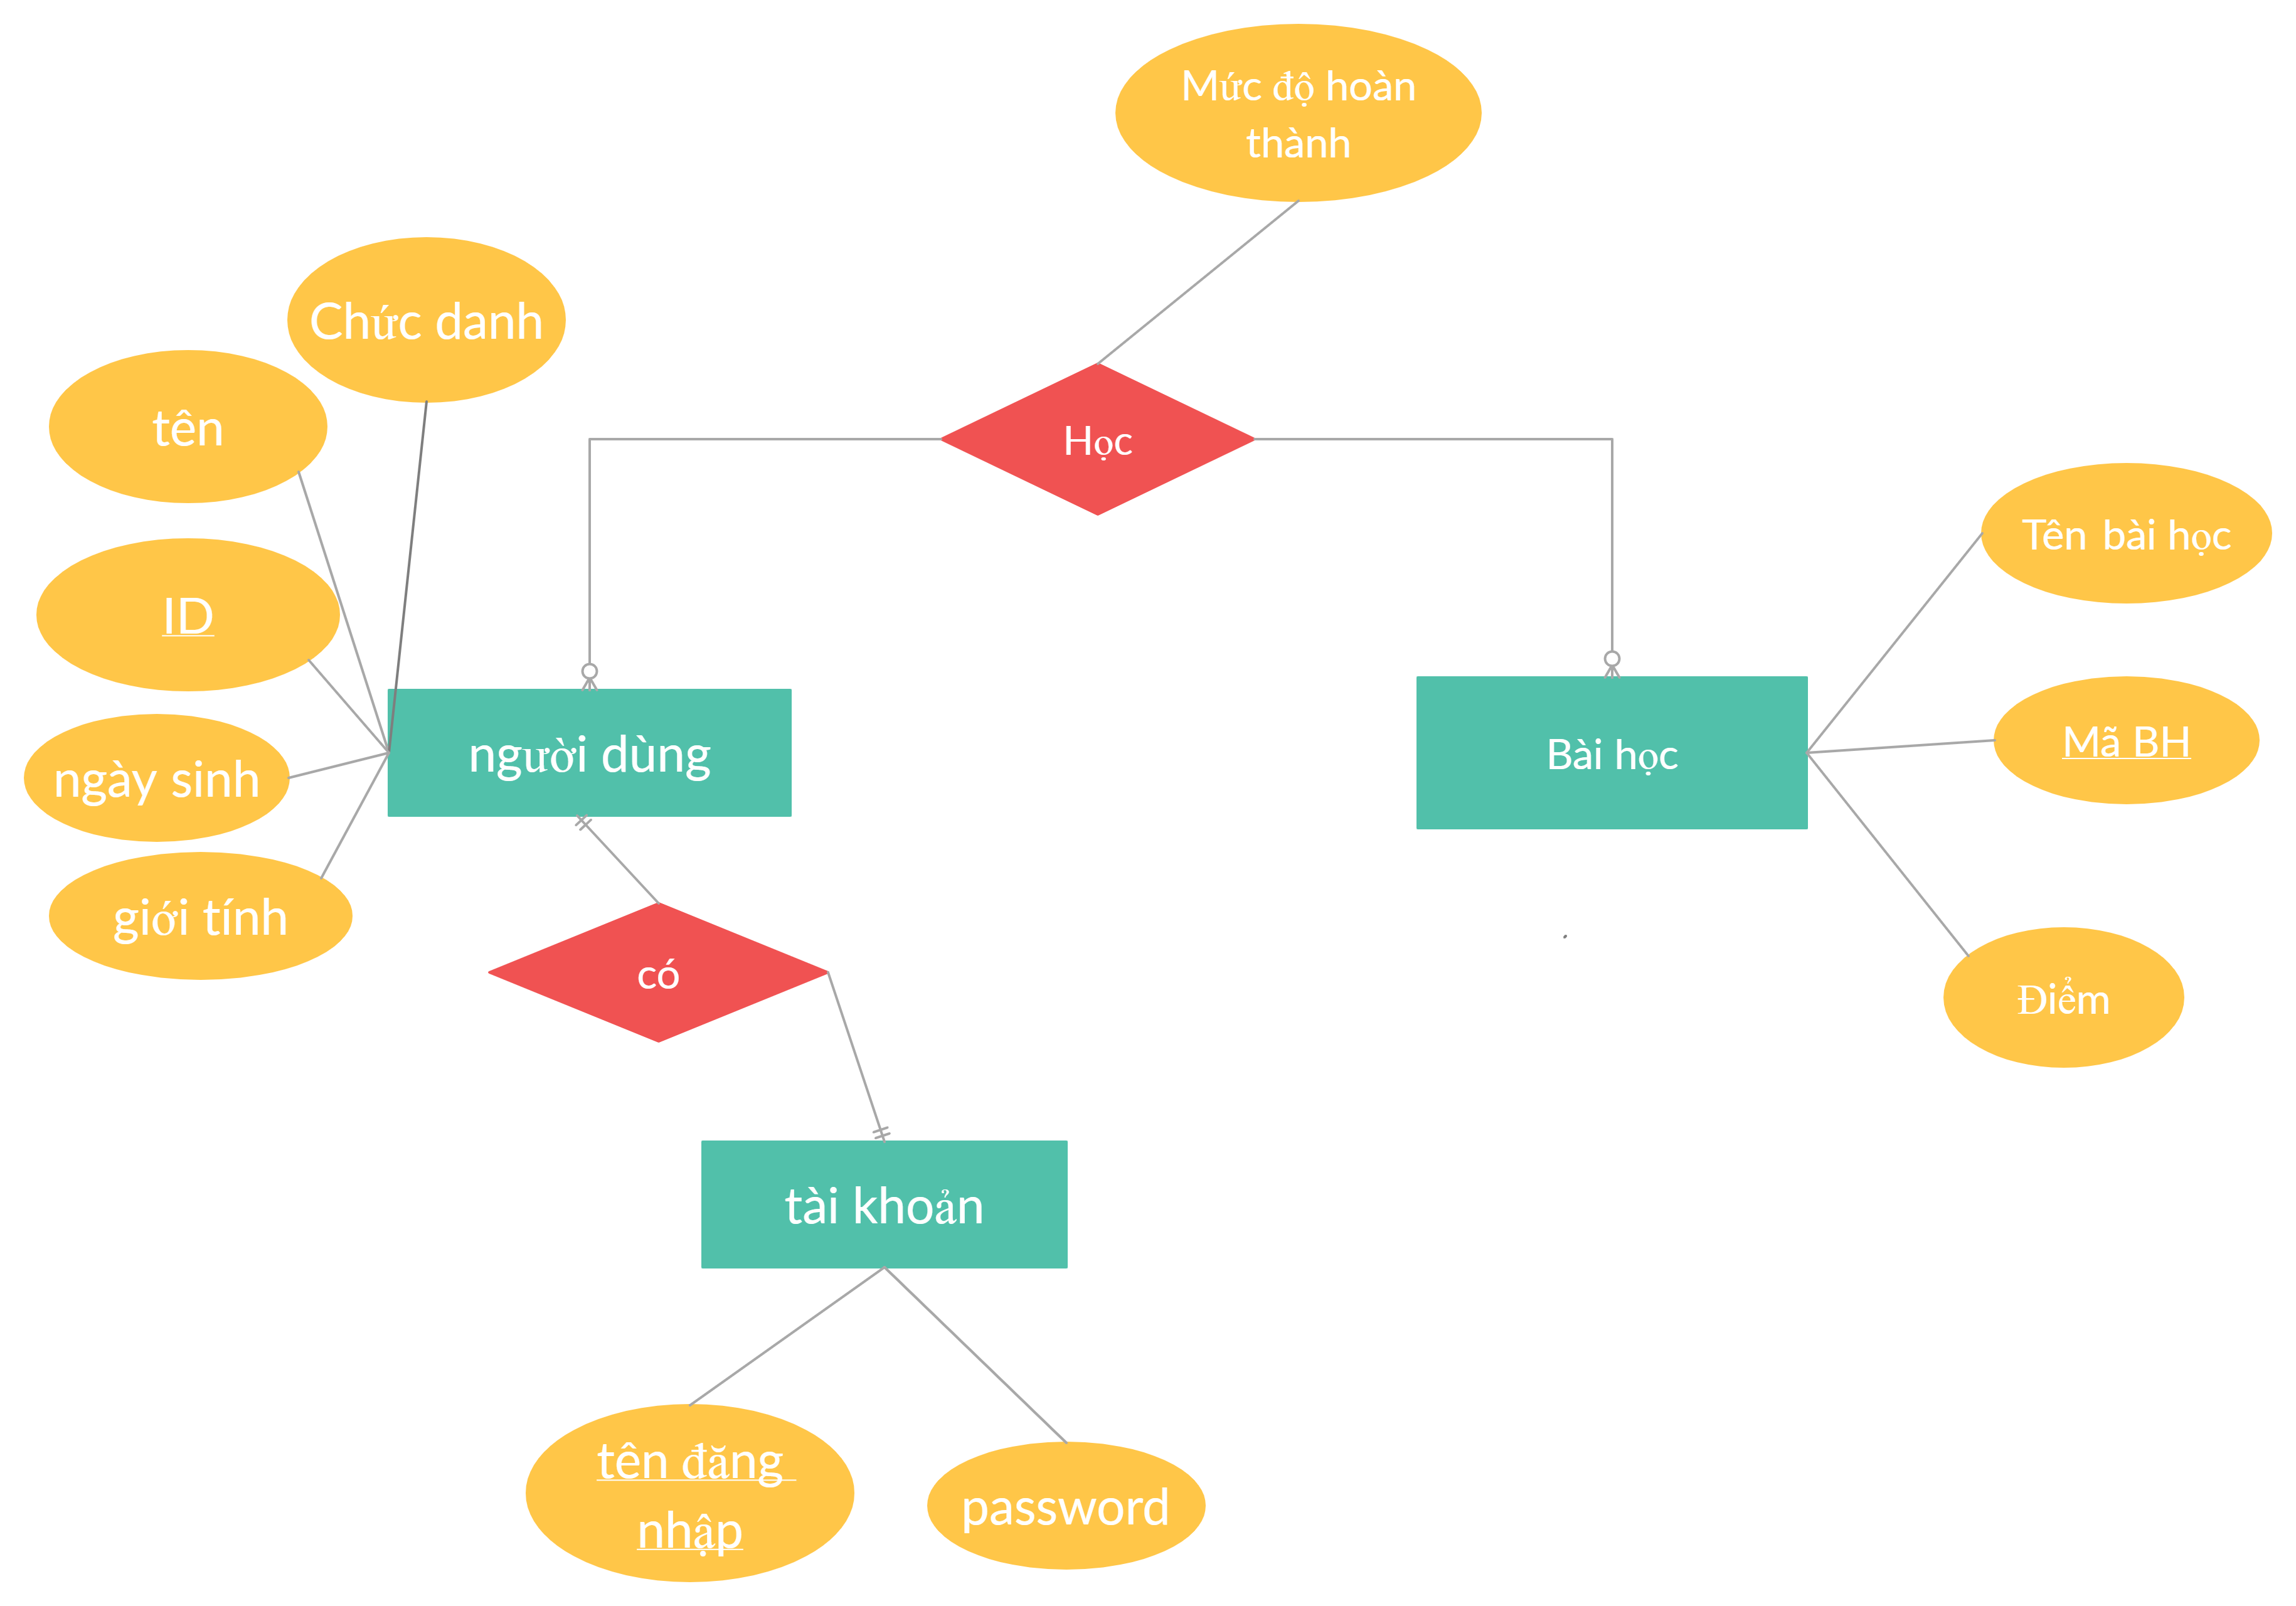 Mức độ hoàn
thành
Chức danh
tên
Học
Tên bài học
ID
người dùng
Bài học
Mã BH
ngày sinh
giới tính
có
Điểm
tài khoản
tên đăng
nhập
password